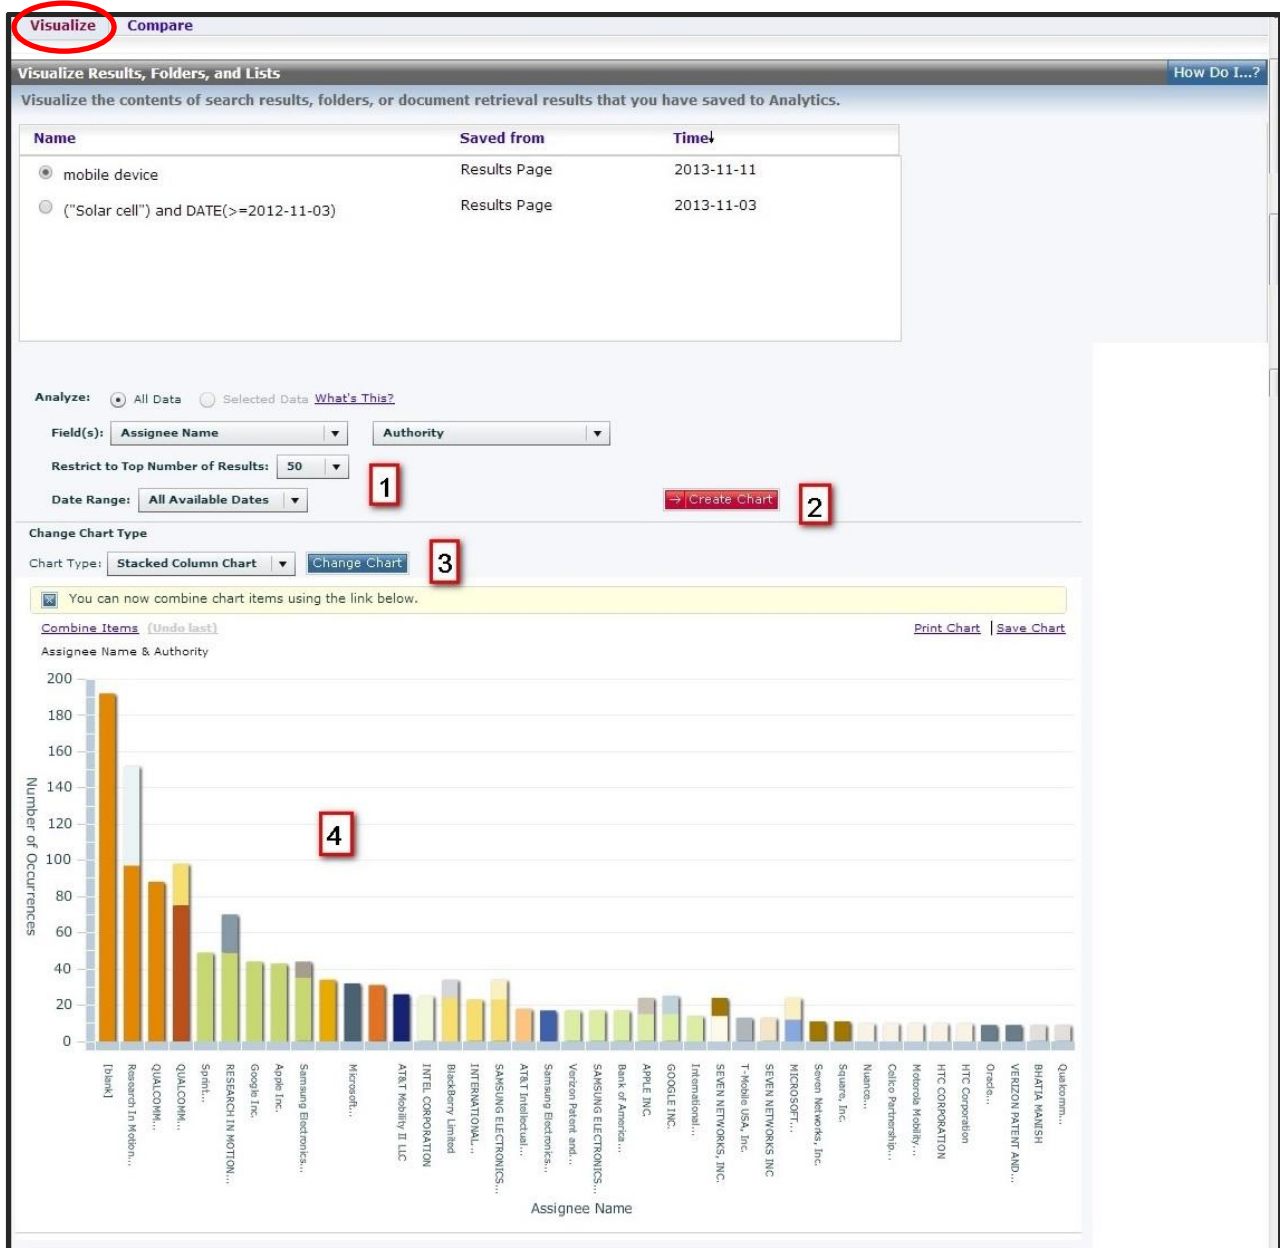 Visualize Compare
Visualize Results, Folders, and Lists How Do I...?
Visualize the contents of search results, folders, or document retrieval results that you have saved to Analytics.
Name Saved from Time
mobile device Results Page 2013-11-11
("Solar cell") and DATE(>=2012-11-03) Results Page 2013-11-03
Analyze: All Data Selected Data What's This?
Field(s): Assignee Name Authority
Restrict to Top Number of Results: 50
1
Date Range: All Available Dates → Create Chart 2
Change Chart Type
Chart Type: Stacked Column Chart Change Chart 3
You can now combine chart items using the link below.
Combine Items (Undo last) Print Chart | Save Chart
Assignee Name & Authority
200
180
160
140
120
100
80
60
40
20
0
Number of Occurrences
4
[blank]
Research In Motion...
QUALCOMM...
QUALCOMM...
Sprint...
RESEARCH IN MOTION...
Google Inc.
Apple Inc.
Samsung Electronics...
Microsoft...
AT&T Mobility II LLC
INTEL CORPORATION
BlackBerry Limited
INTERNATIONAL...
SAMSUNG ELECTRONICS...
AT&T Intellectual...
Samsung Electronics...
Verizon Patent and...
SAMSUNG ELECTRONICS...
Bank of America...
APPLE INC.
GOOGLE INC.
International...
SEVEN NETWORKS, INC.
T-Mobile USA, Inc.
SEVEN NETWORKS INC
MICROSOFT...
Seven Networks, Inc.
Square, Inc.
Nuance...
Cellco Partnership...
Motorola Mobility...
HTC CORPORATION
HTC Corporation
Oracle...
VERIZON PATENT AND...
BHATIA MANISH
Qualcomm...
Assignee Name